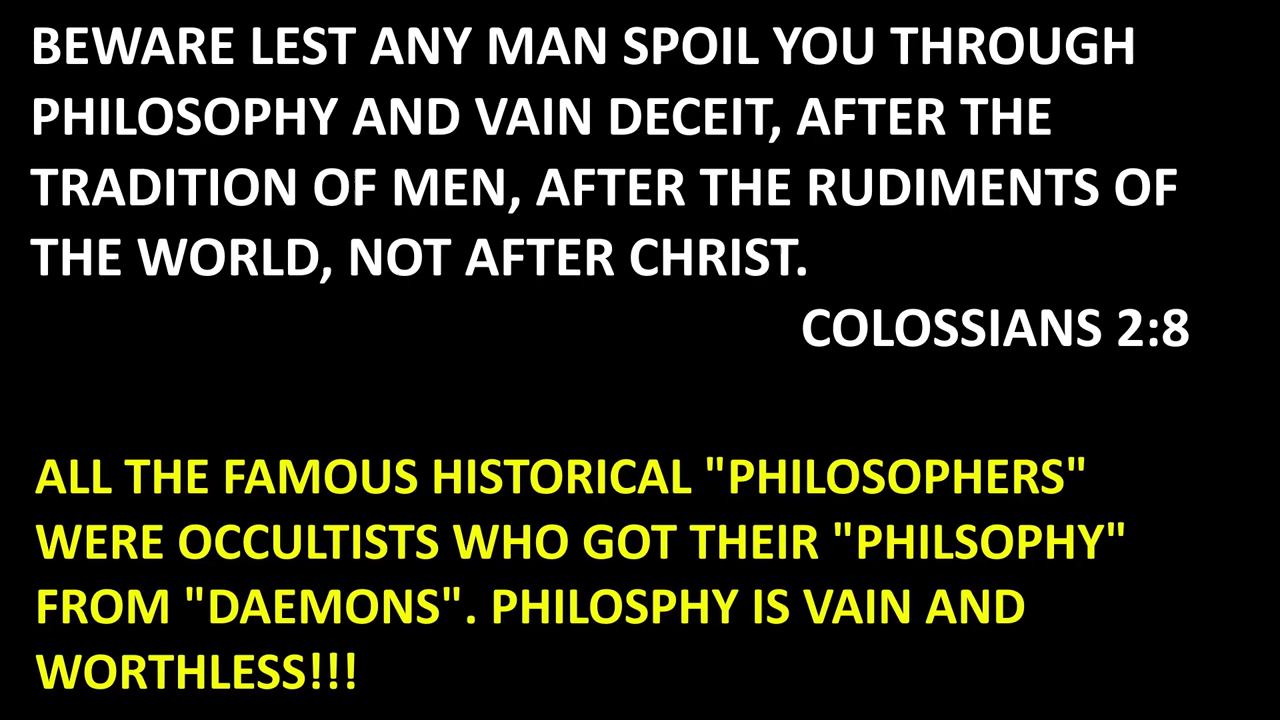 BEWARE LEST ANY MAN SPOIL YOU THROUGH
PHILOSOPHY AND VAIN DECEIT, AFTER THE
TRADITION OF MEN, AFTER THE RUDIMENTS OF
THE WORLD, NOT AFTER CHRIST.
COLOSSIANS 2:8
ALL THE FAMOUS HISTORICAL "PHILOSOPHERS"
WERE OCCULTISTS WHO GOT THEIR "PHILSOPHY"
FROM "DAEMONS". PHILOSPHY IS VAIN AND
WORTHLESS!!!